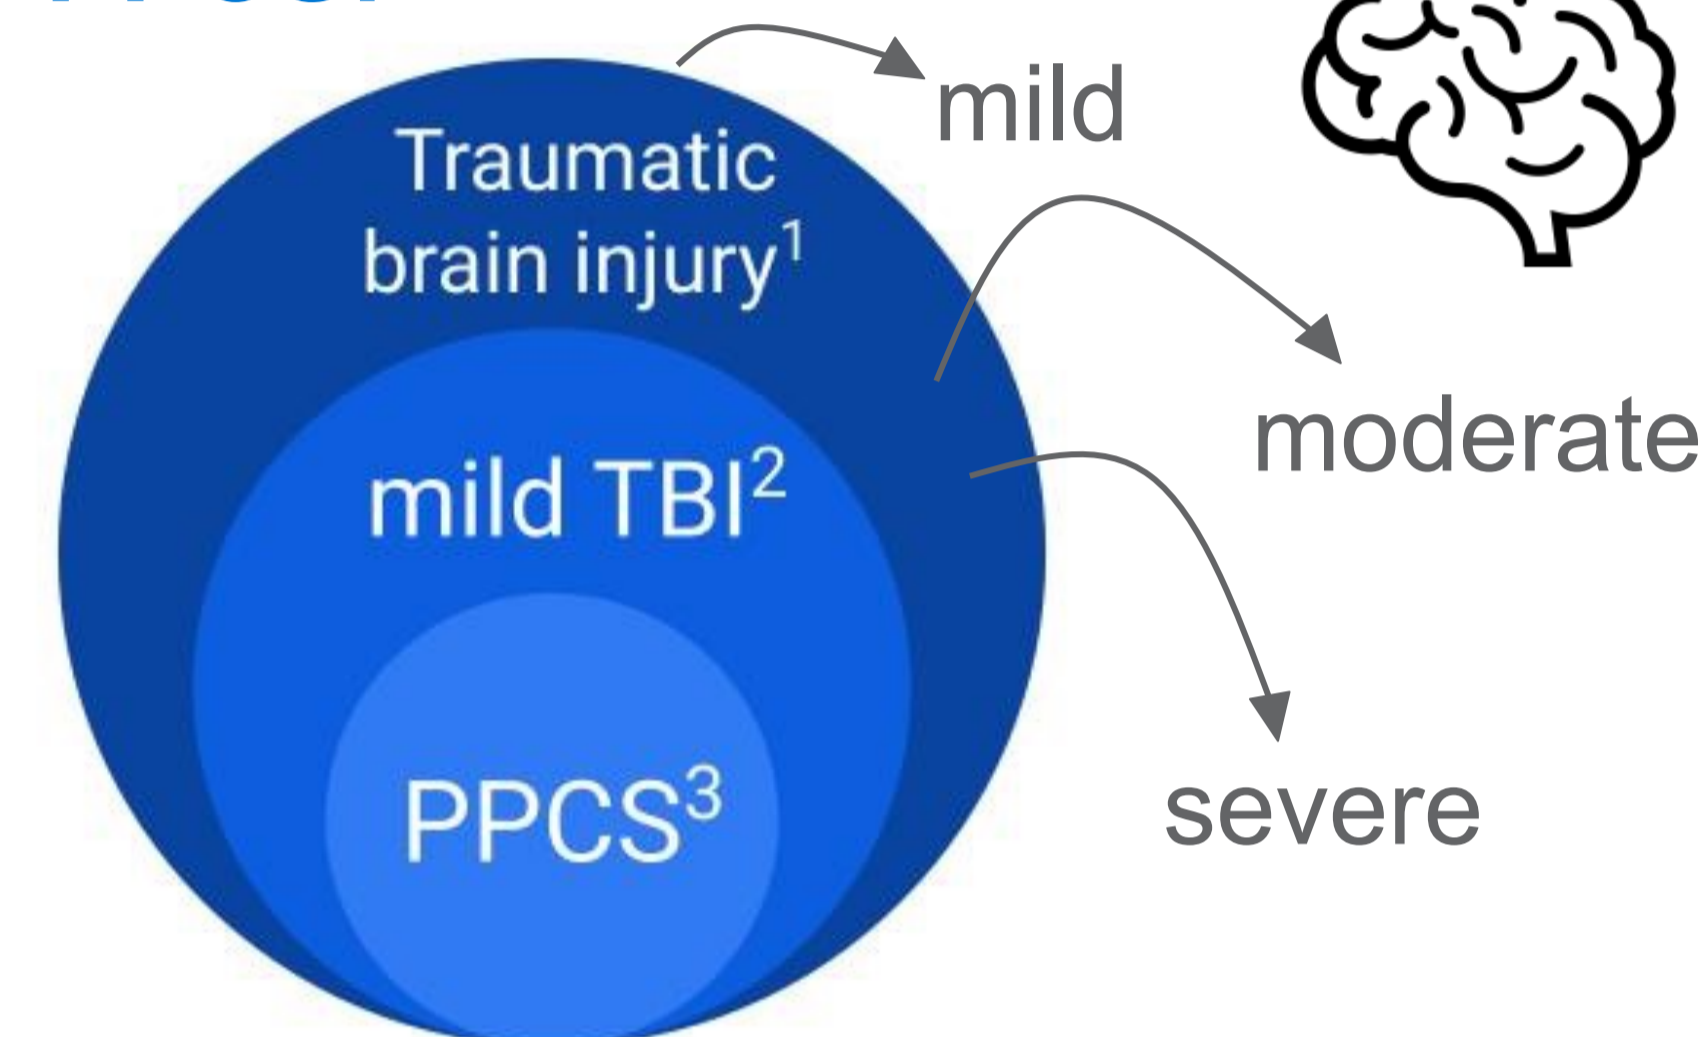 mild
Traumatic
brain injury¹
moderate
mild TBI²
severe
PPCS³